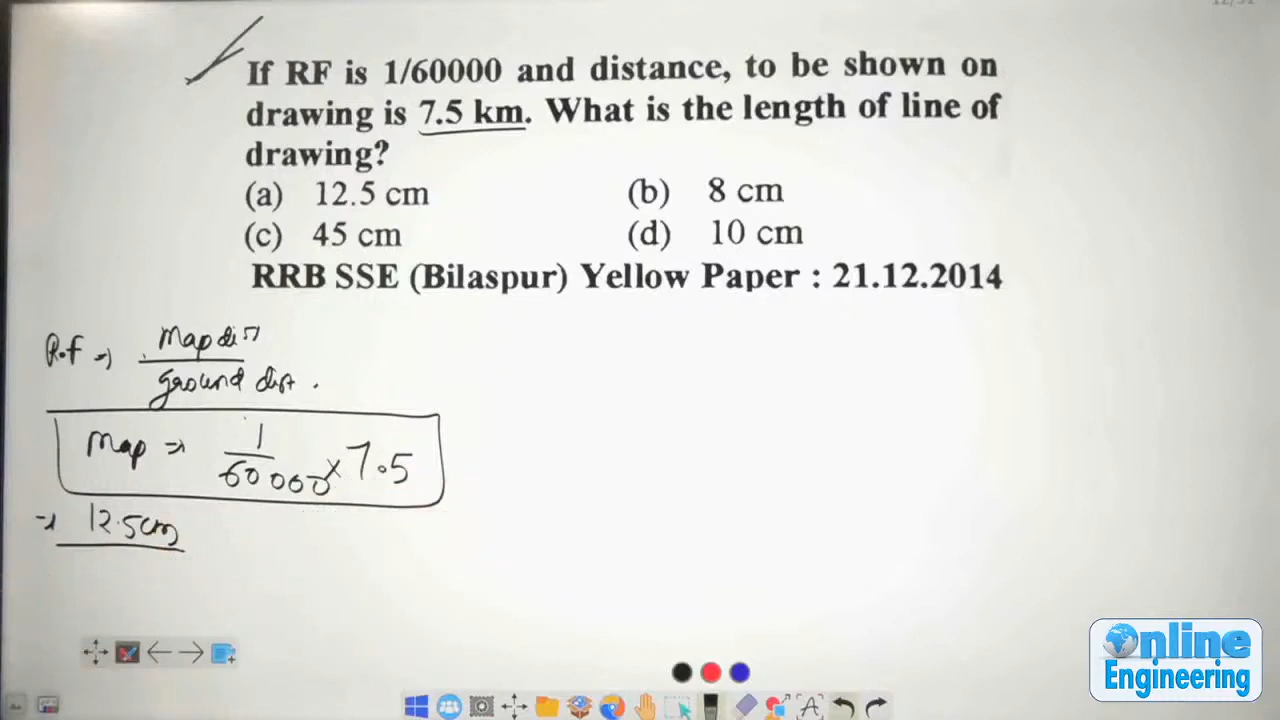 If RF is 1/60000 and distance, to be shown on
drawing is 7.5 km. What is the length of line of
drawing?
(a) 12.5 cm (b) 8 cm
(c) 45 cm (d) 10 cm
RRB SSE (Bilaspur) Yellow Paper : 21.12.2014
R.f ⇒ Map dist
ground dist.
Map ⇒ 1
60000 × 7.5
⇒ 12.5cm
Online
Engineering